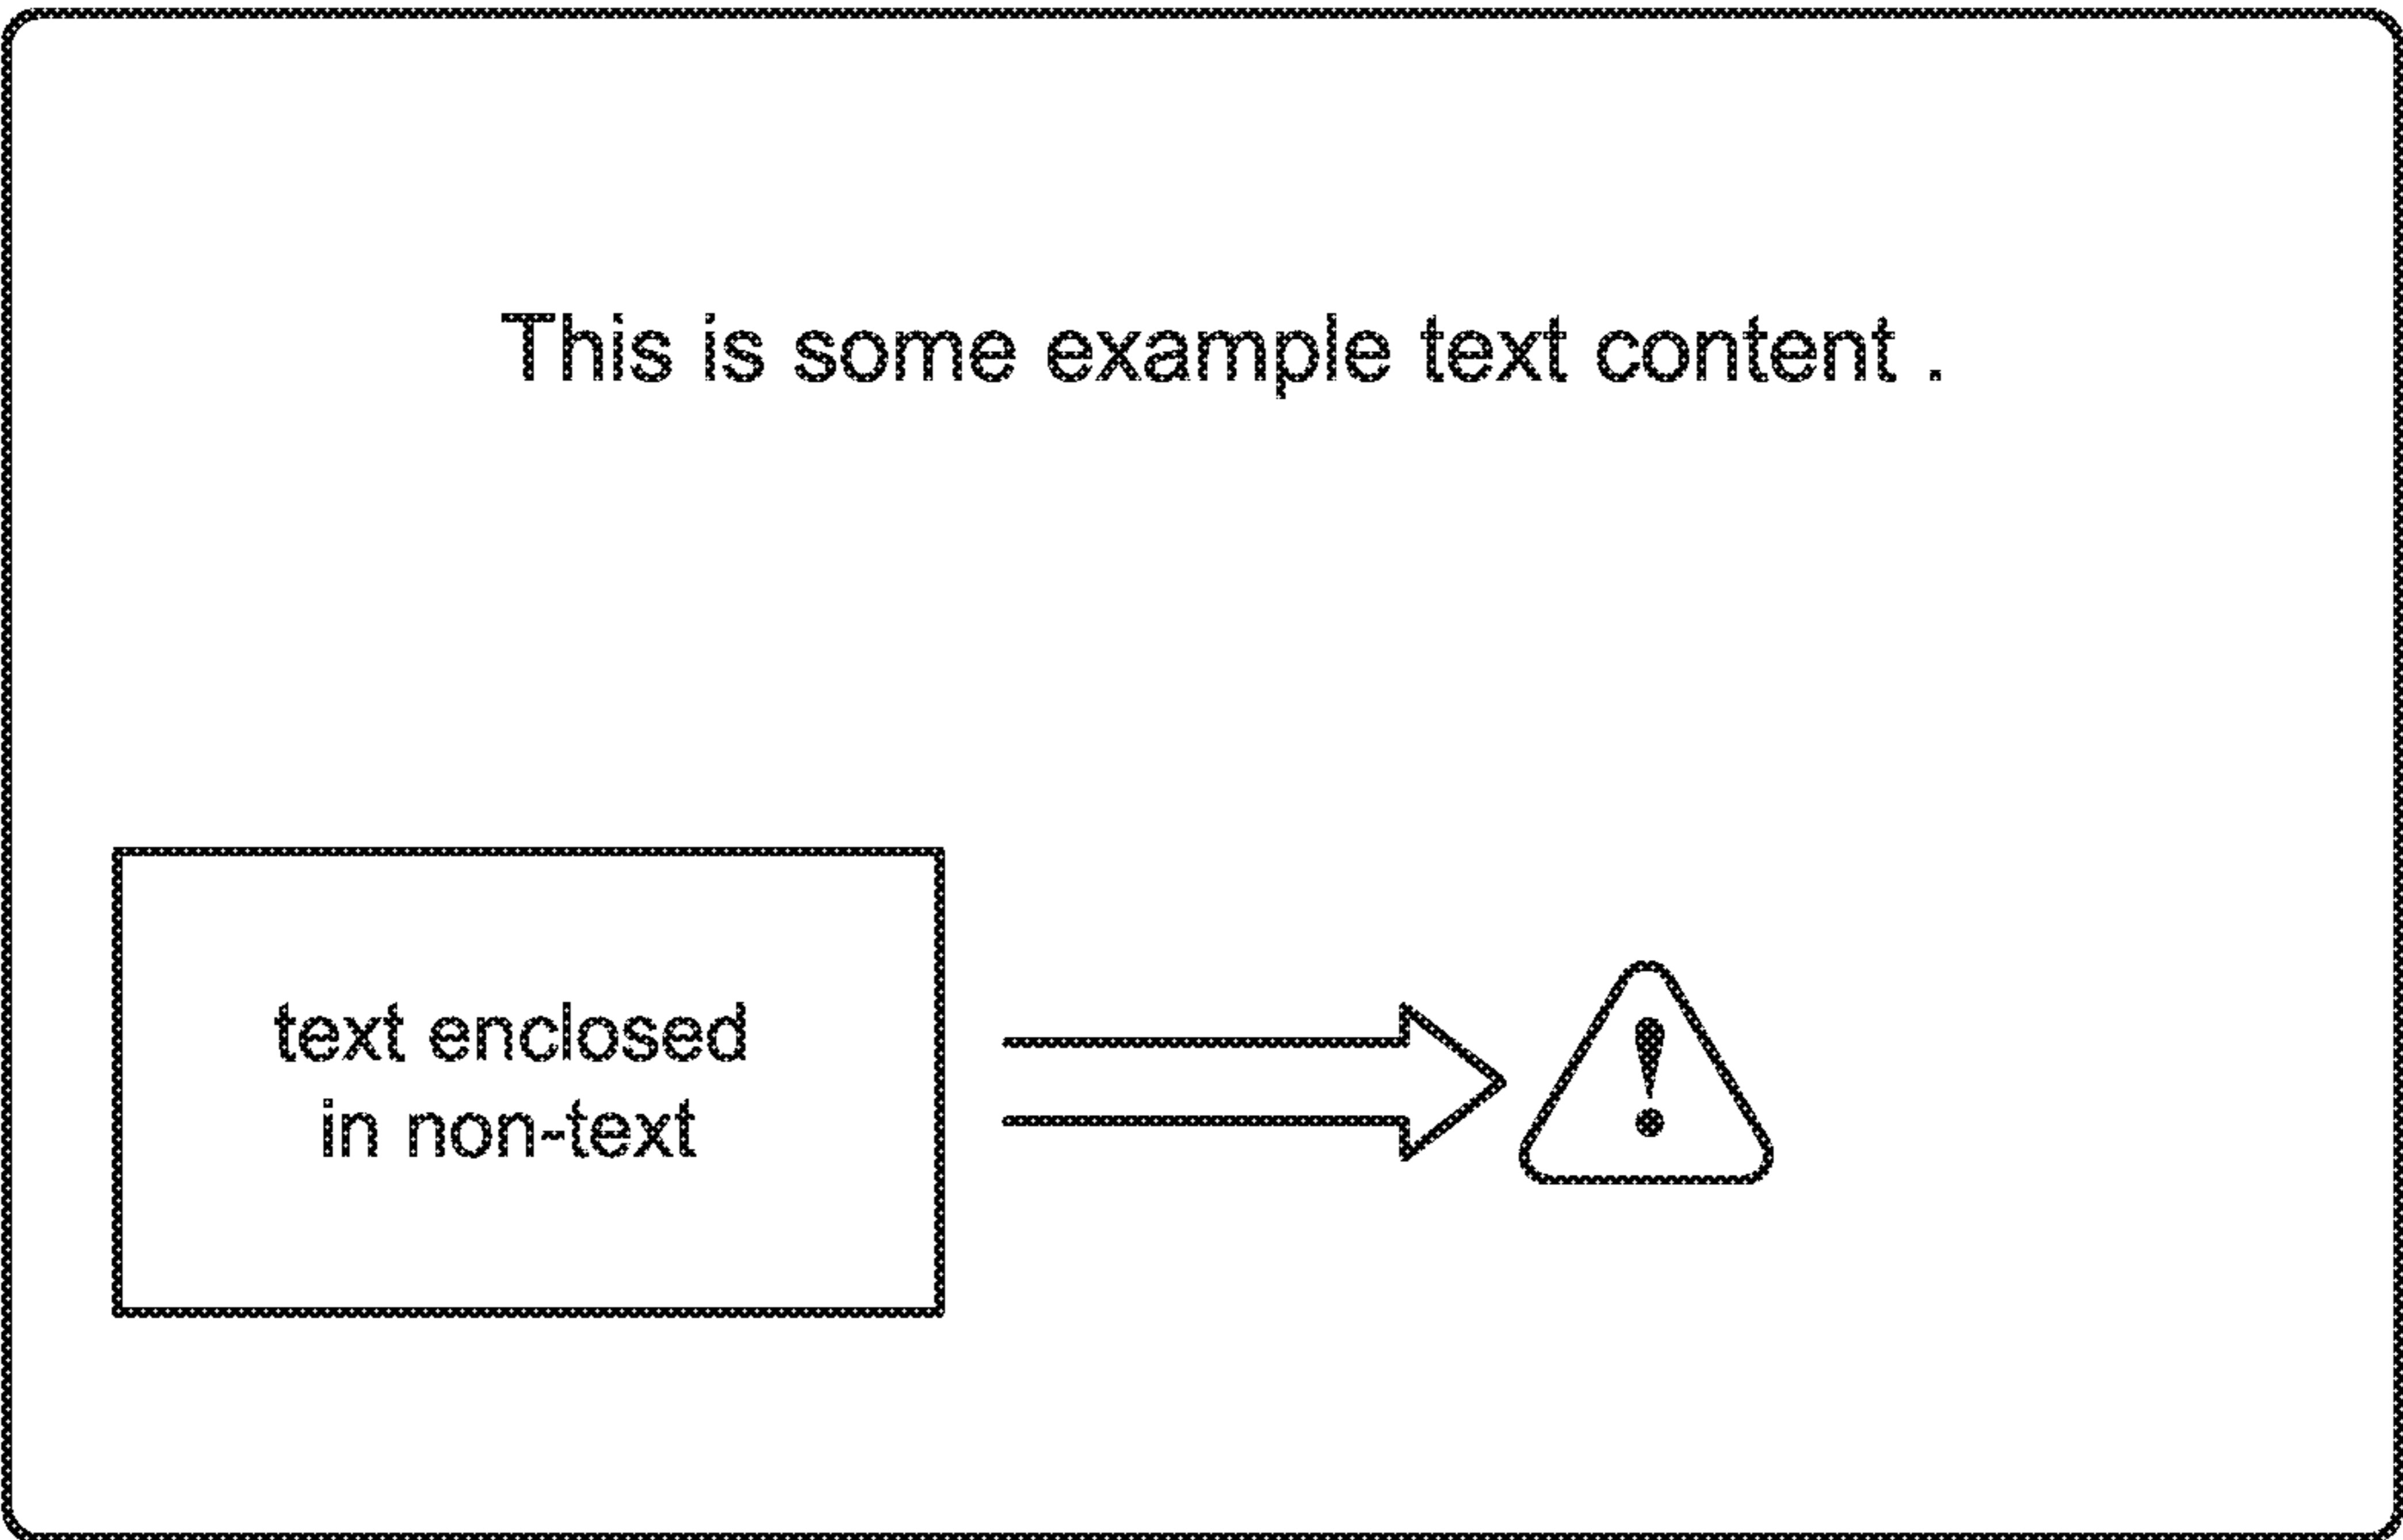 This is some example text content .
text enclosed
in non-text
!